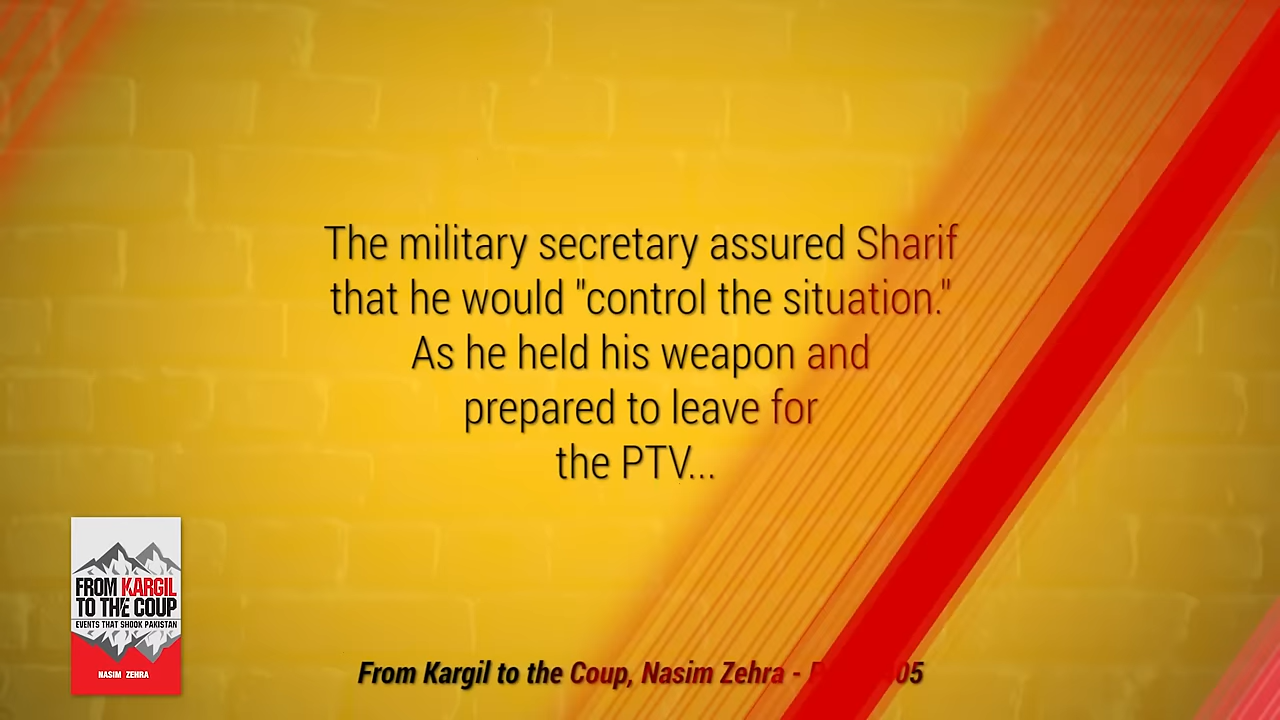 The military secretary assured Sharif
that he would "control the situation."
As he held his weapon and
prepared to leave for
the PTV...
FROM KARGIL
TO THE COUP
EVENTS THAT SHOOK PAKISTAN
NASIM ZEHRA
From Kargil to the Coup, Nasim Zehra -